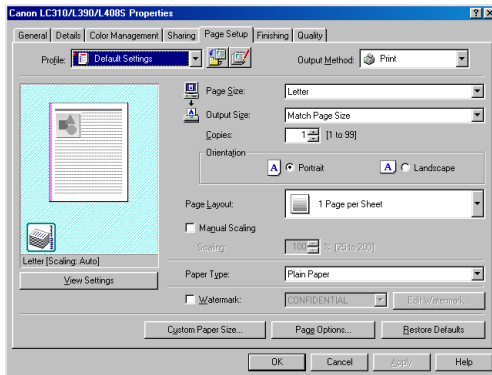 Canon LC310/L390/L408S Properties
General Details Color Management Sharing Page Setup Finishing Quality
Profile: Default Settings Output Method: Print
Page Size: Letter
Output Size: Match Page Size
Copies: 1 [1 to 99]
Orientation
A Portrait A Landscape
Page Layout: 1 Page per Sheet
Manual Scaling
Scaling: 100 % [25 to 200]
Letter [Scaling: Auto]
View Settings
Paper Type: Plain Paper
Watermark: CONFIDENTIAL Edit Watermark...
Custom Paper Size... Page Options... Restore Defaults
OK Cancel Apply Help